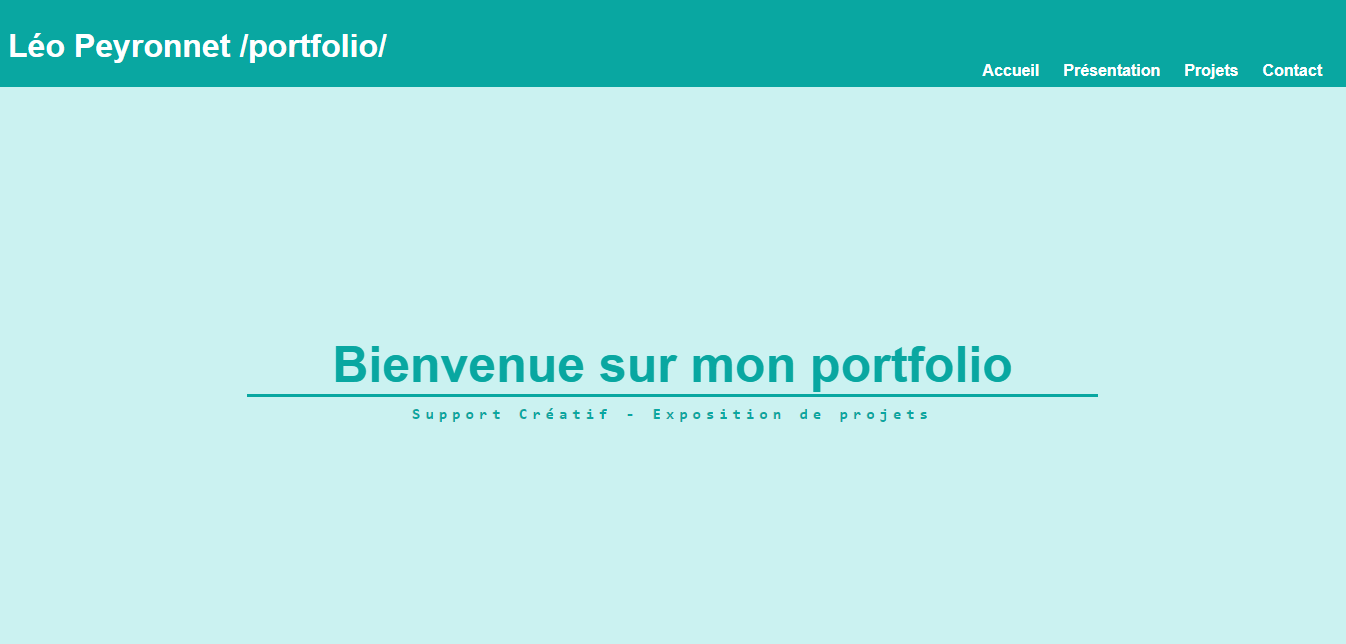 Léo Peyronnet /portfolio/
Accueil Présentation Projets Contact
Bienvenue sur mon portfolio
Support Créatif - Exposition de projets